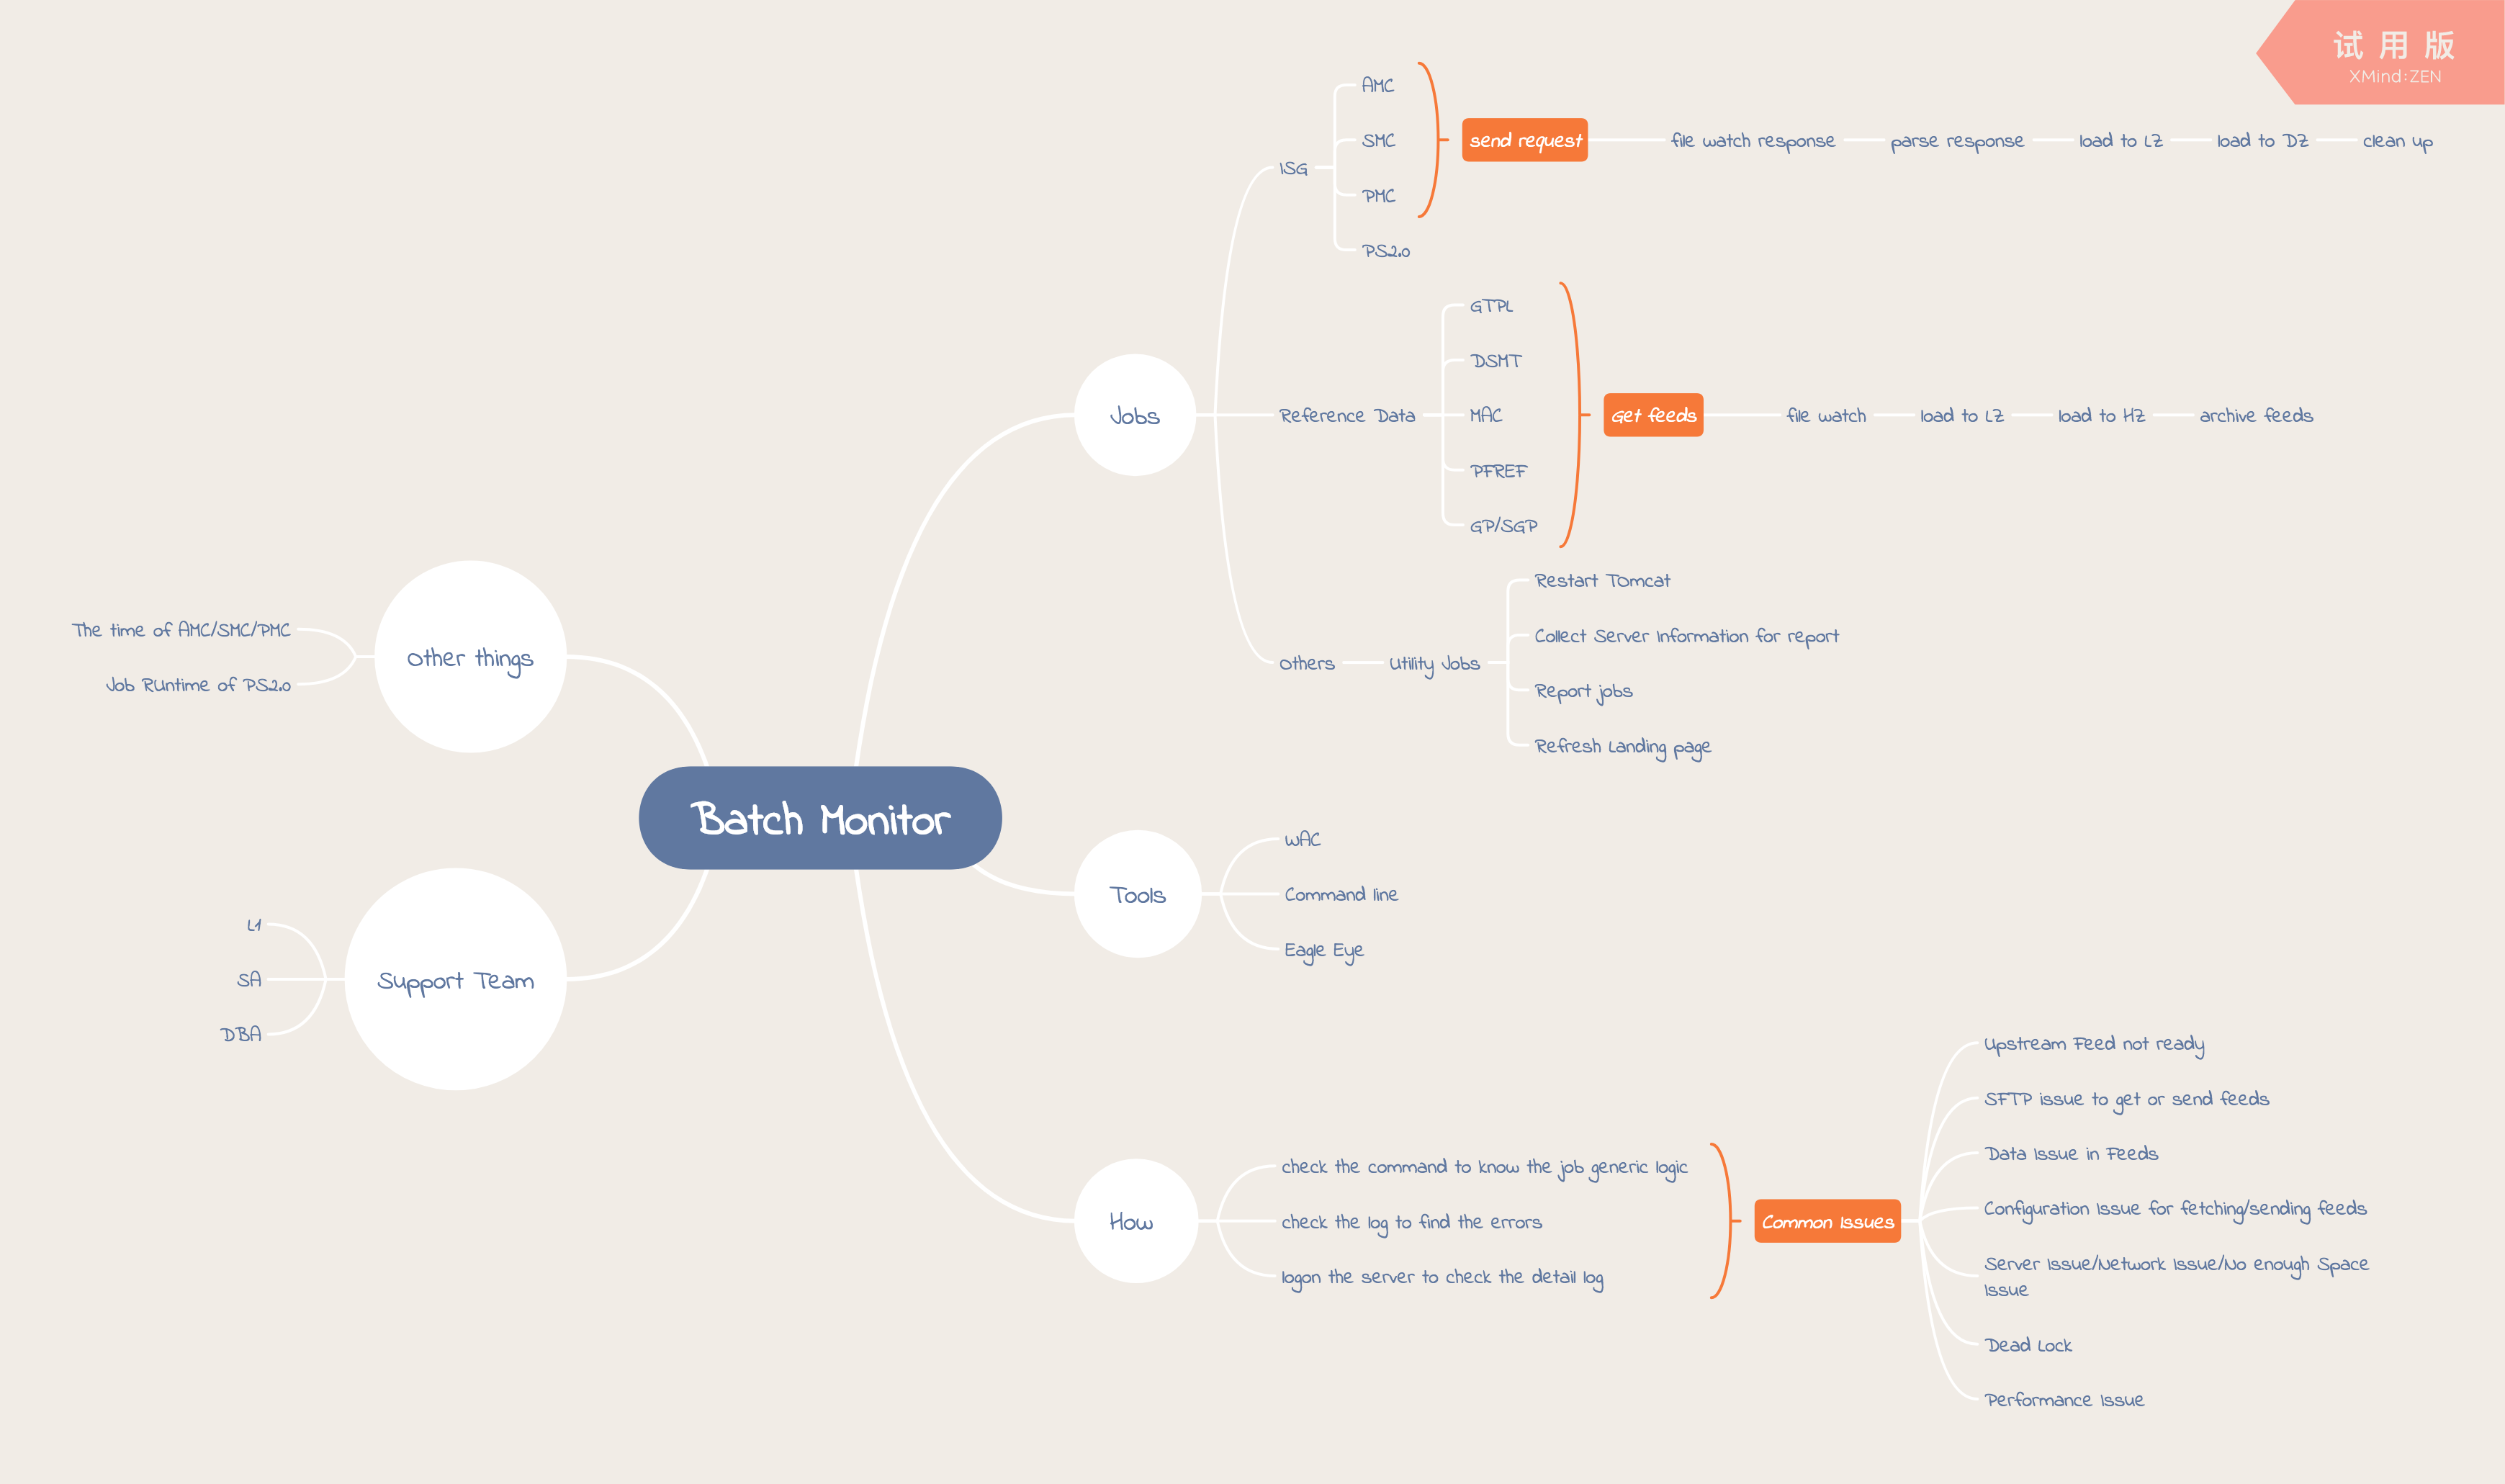 试用版
XMind:ZEN
AMC
SMC
PMC
PS2.0
ISG
send request
file watch response
parse response
load to LZ
load to DZ
clean up
GTPL
DSMT
MAC
PFREF
GP/SGP
Jobs
Reference Data
Get feeds
file watch
load to LZ
load to HZ
archive feeds
Restart TOmcat
Collect Server Information for report
Report jobs
Refresh Landing page
Others
Utility Jobs
The time of AMC/SMC/PMC
Job RUntime of PS2.0
Other things
Batch Monitor
Tools
WAC
Command line
Eagle Eye
L1
SA
DBA
Support Team
How
check the command to know the job generic logic
check the log to find the errors
logon the server to check the detail log
Common Issues
Upstream Feed not ready
SFTP issue to get or send feeds
Data Issue in Feeds
Configuration Issue for fetching/sending feeds
Server Issue/Network Issue/No enough Space
Issue
Dead Lock
Performance Issue